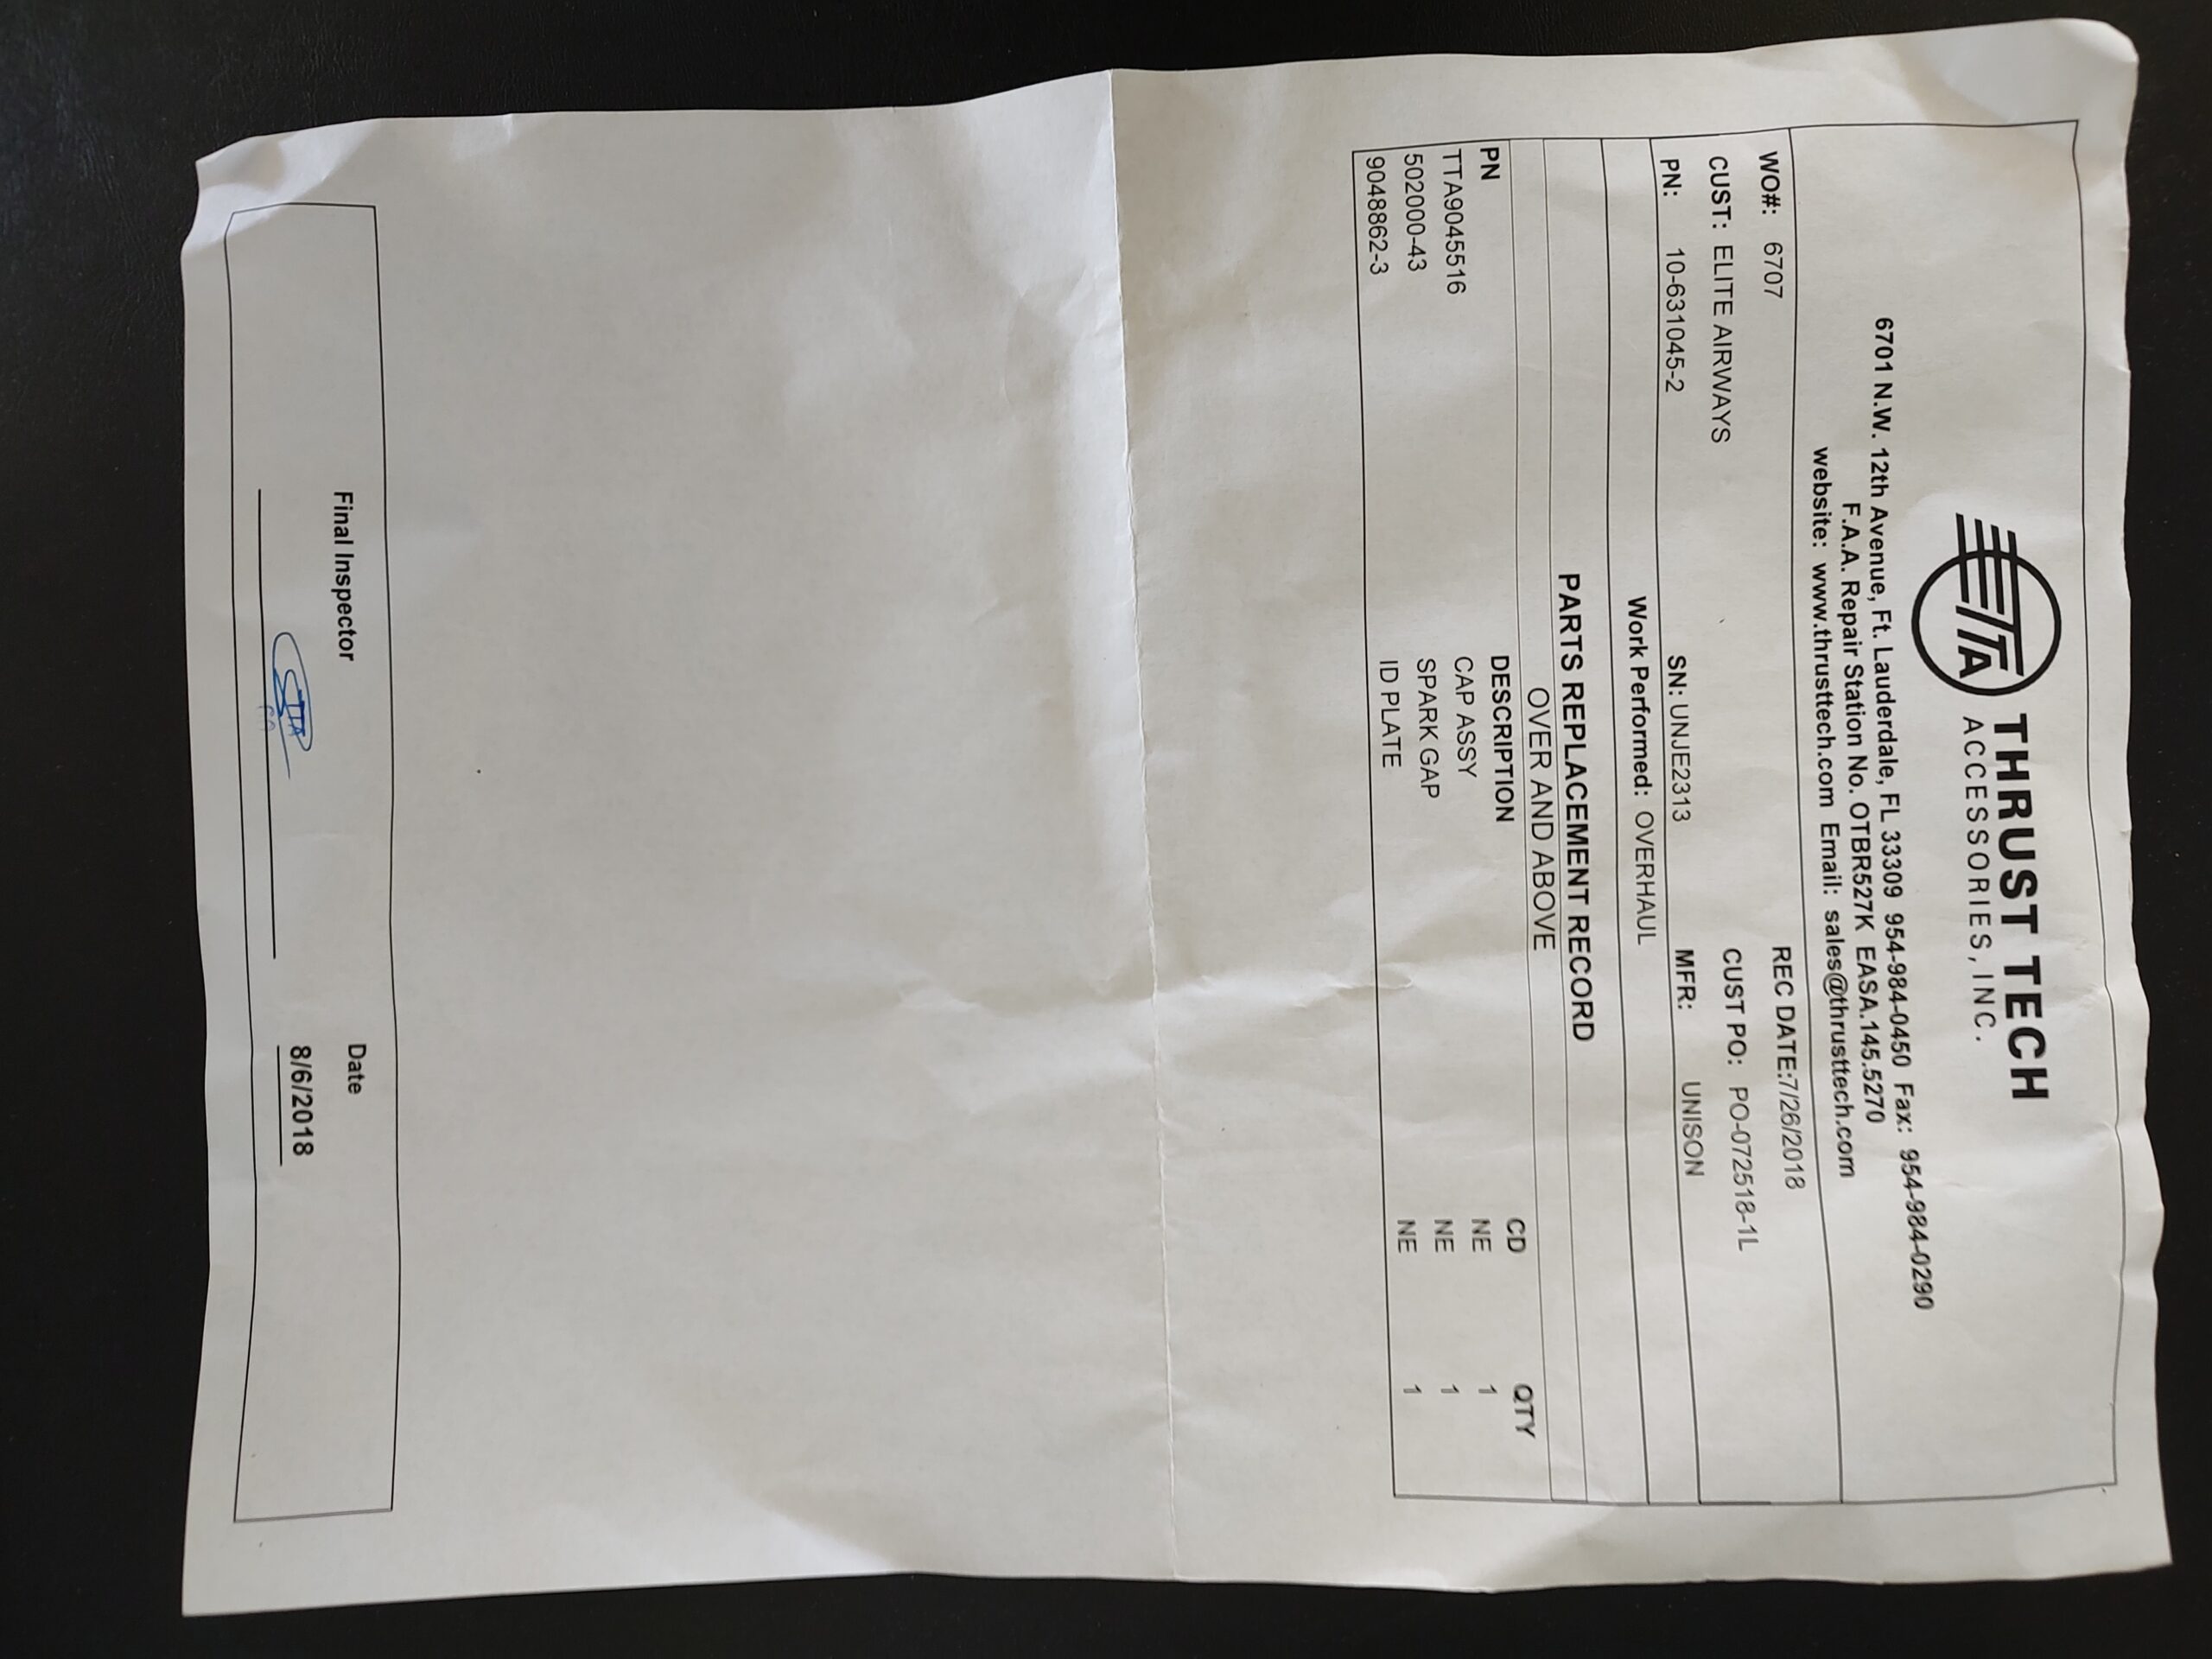 TTA THRUST TECH
ACCESSORIES, INC.
6701 N.W. 12th Avenue, Ft. Lauderdale, FL 33309 954-984-0450 Fax: 954-984-0290
F.A.A. Repair Station No. OTBR527K EASA.145.5270
website: www.thrusttech.com Email: sales@thrusttech.com
WO#: 6707 REC DATE:7/26/2018
CUST: ELITE AIRWAYS CUST PO: PO-072518-1L
PN: 10-631045-2 SN: UNJE2313 MFR: UNISON
Work Performed: OVERHAUL
PARTS REPLACEMENT RECORD
OVER AND ABOVE
PN DESCRIPTION CD QTY
TTA9045516 CAP ASSY NE 1
502000-43 SPARK GAP NE 1
9048862-3 ID PLATE NE 1
Final Inspector Date
TTA 8/6/2018